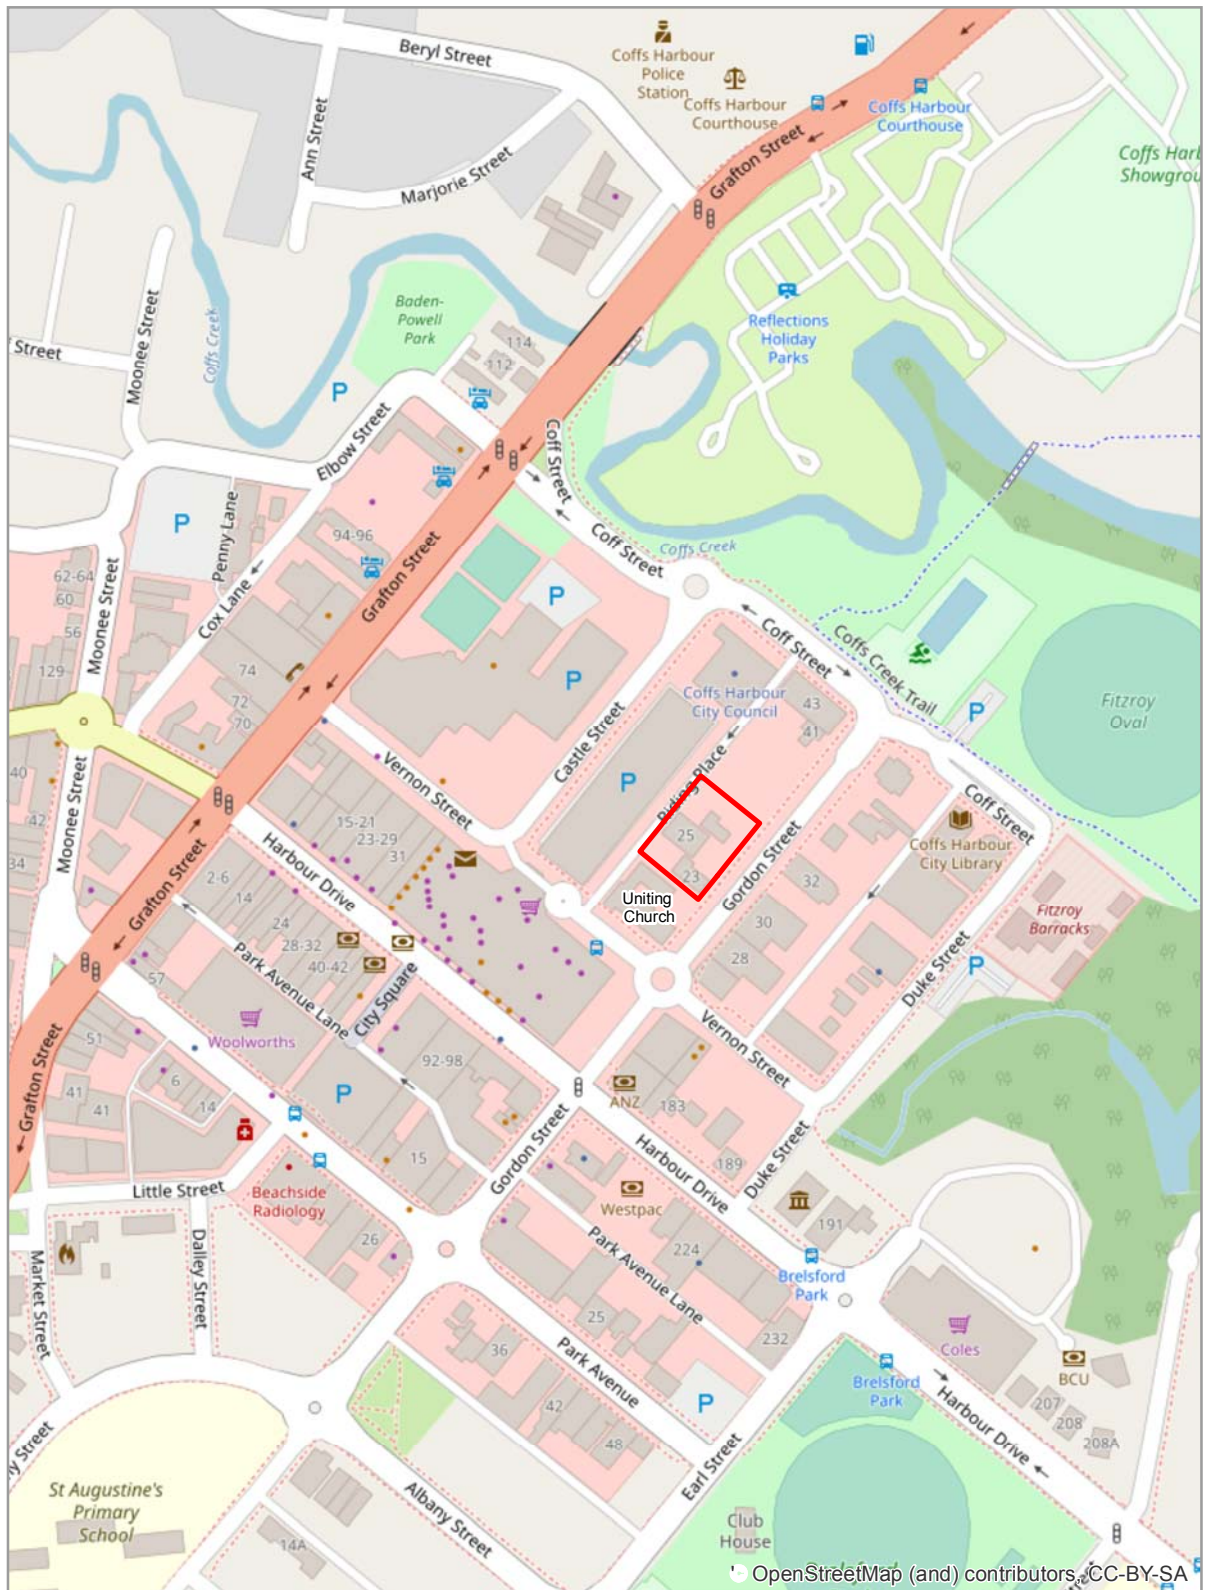 Beryl Street
Coffs Harbour
Police
Station
Coffs Harbour
Courthouse
Coffs Harbour
Courthouse
Ann Street
Marjorie Street
Grafton Street
Coffs Harl
Showgrou
Moonee Street
Coffs Creek
Baden-
Powell
Park
Reflections
Holiday
Parks
Street
114
112
P
Elbow Street
Coff Street
P
Penny Lane
94-96
Grafton Street
Coff Street
Coffs Creek
62-64
60
56
129
Moonee Street
Cox Lane
P
P
Coff Street
Coffs Creek Trail
P
Fitzroy
Oval
74
72
70
Coffs Harbour
City Council
43
41
Castle Street
Vernon Street
P
Riding Place
25
23
Gordon Street
Uniting
Church
Coff Street
Coffs Harbour
City Library
40
42
34
Moonee Street
15-21
23-29
31
Harbour Drive
2-6
14
24
28-32
40-42
Grafton Street
57
32
30
28
Fitzroy
Barracks
P
Duke Street
Park Avenue Lane
City Square
Woolworths
Vernon Street
51
Grafton Street
6
41
41
14
P
92-98
ANZ
183
189
15
Gordon Street
Harbour Drive
Duke Street
Little Street
Beachside
Radiology
26
Westpac
191
Market Street
Dalley Street
224
Park Avenue Lane
Brelsford
Park
25
232
36
Park Avenue
Coles
BCU
Brelsford
Park
207
208
208A
Harbour Drive
42
48
P
Earl Street
ny Street
St Augustine's
Primary
School
14A
Albany Street
Club
House
Brelsford
OpenStreetMap (and) contributors, CC-BY-SA